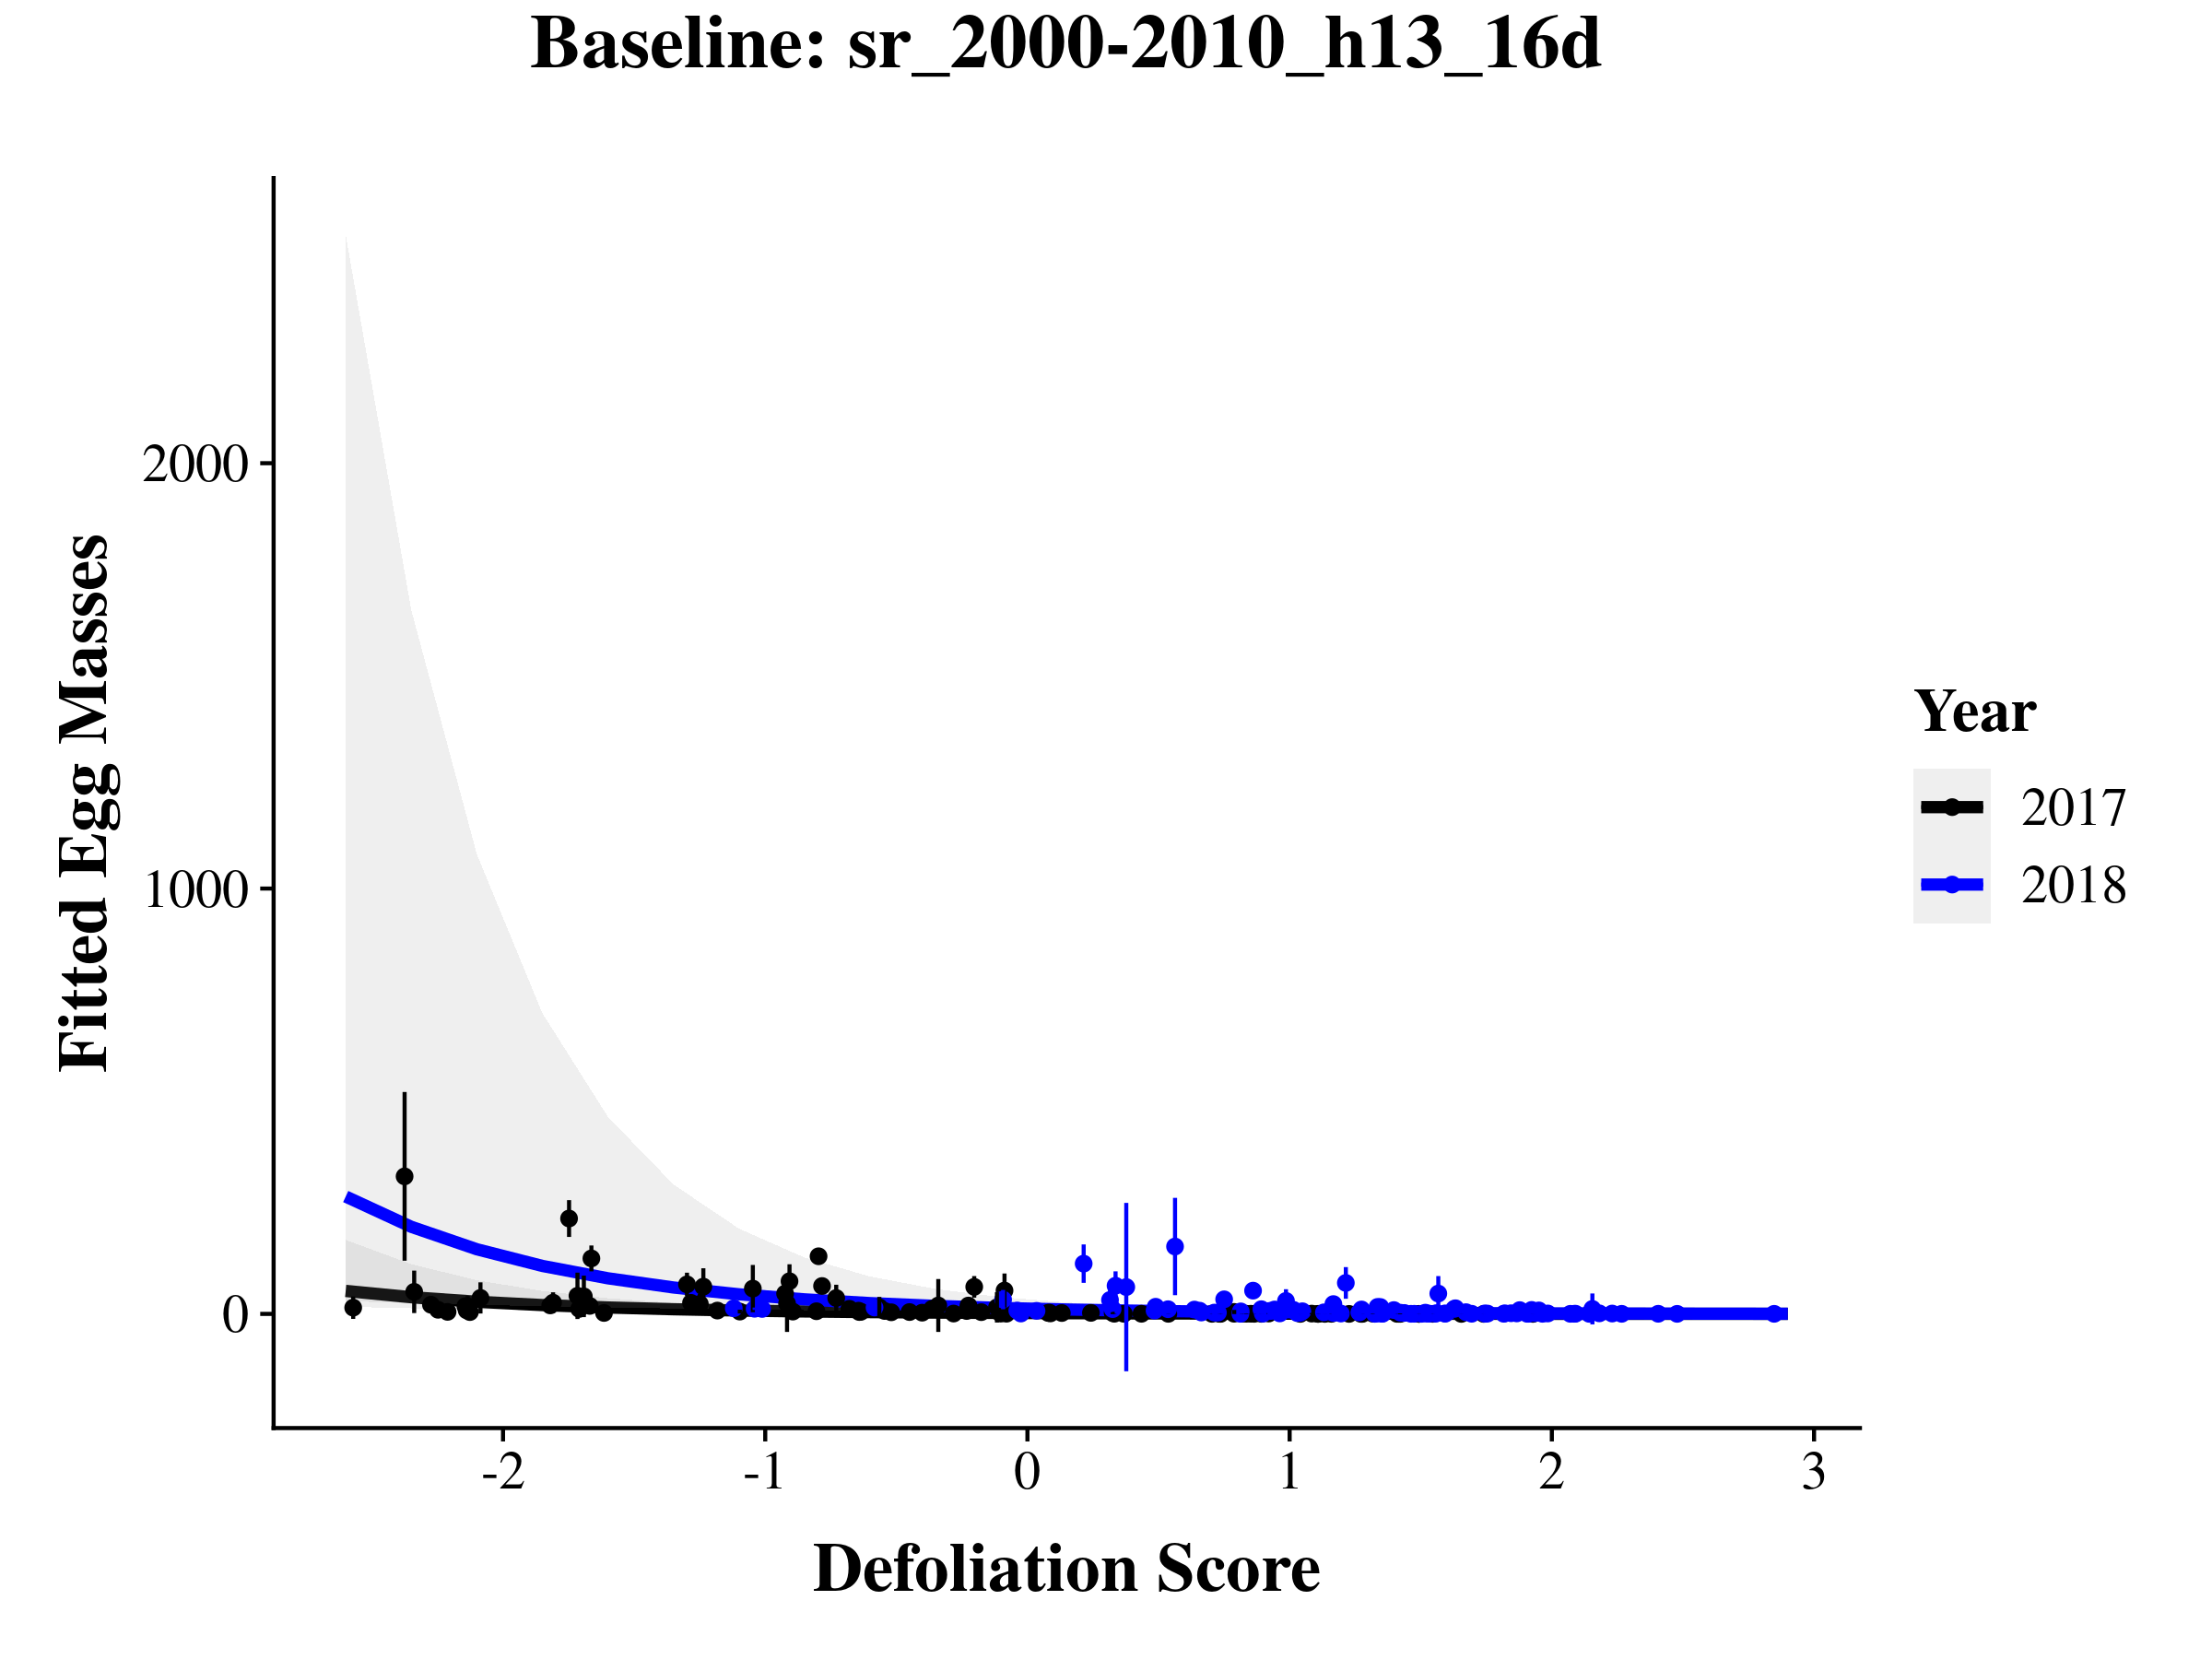 Baseline: sr_2000-2010_h13_16d
Fitted Egg Masses
2000
1000
0
-2 -1 0 1 2 3
Defoliation Score
Year
2017
2018